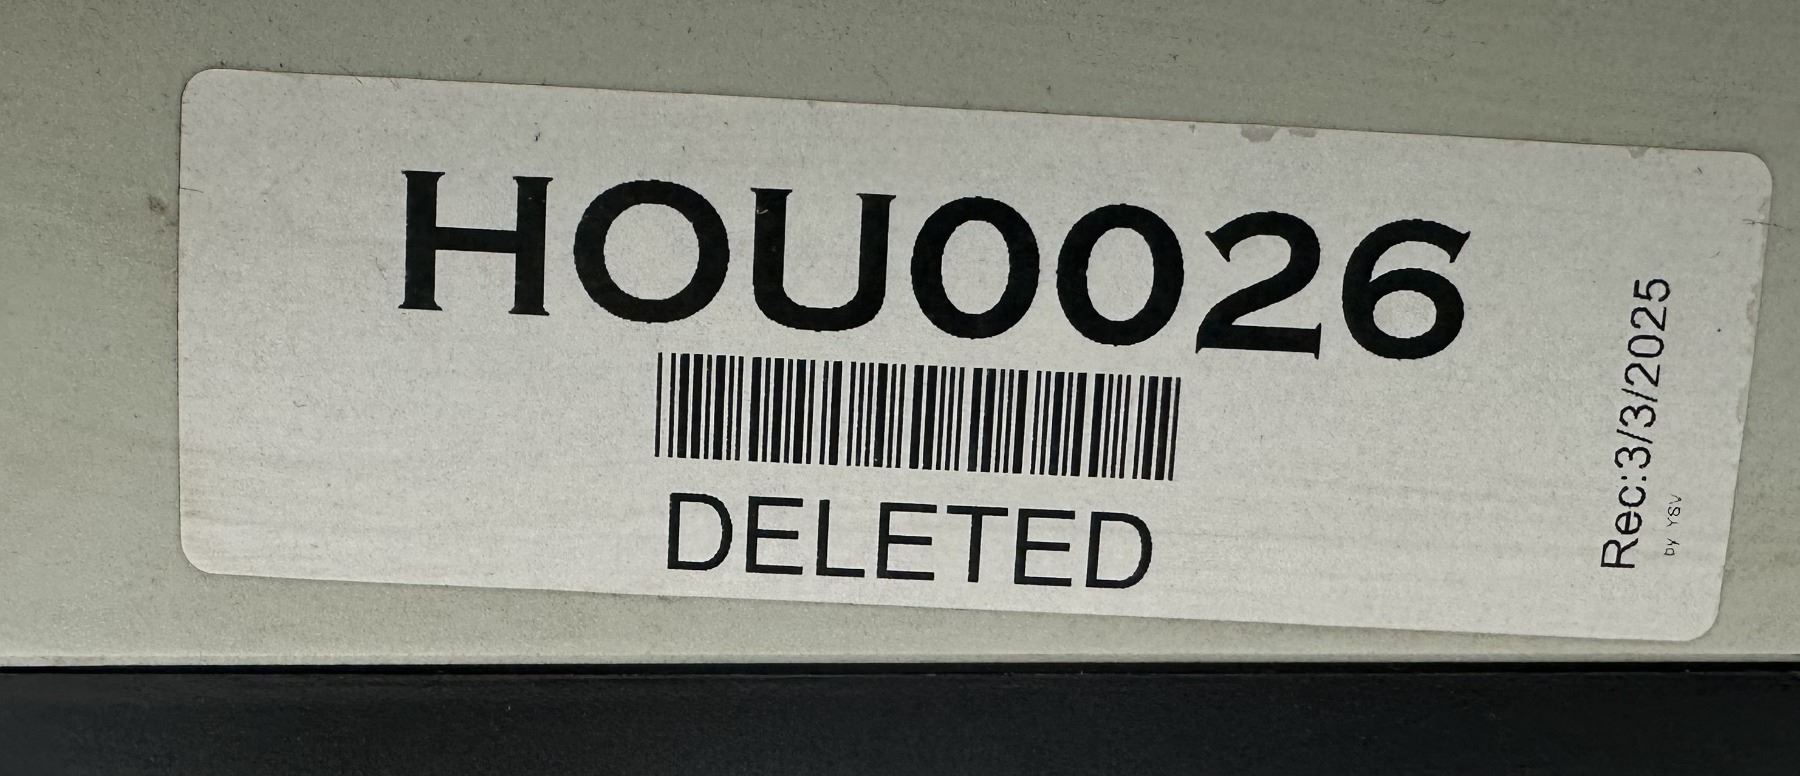 HOU0026
DELETED
Rec:3/3/2025
by YSV